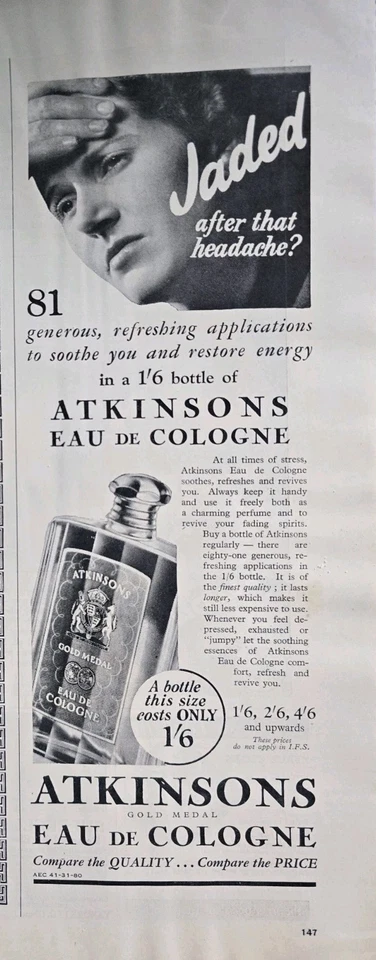 Jaded
after that
headache?
81
generous, refreshing applications
to soothe you and restore energy
in a 1'6 bottle of
ATKINSONS
EAU DE COLOGNE
At all times of stress,
Atkinsons Eau de Cologne
soothes, refreshes and revives
you. Always keep it handy
and use it freely both as
a charming perfume and to
revive your fading spirits.
Buy a bottle of Atkinsons
regularly — there are
eighty-one generous, re-
freshing applications in
the 1/6 bottle. It is of
the finest quality ; it lasts
longer, which makes it
still less expensive to use.
Whenever you feel de-
pressed, exhausted or
"jumpy" let the soothing
essences of Atkinsons
Eau de Cologne com-
fort, refresh and
revive you.
ATKINSONS
GOLD MEDAL
EAU DE
COLOGNE
A bottle
this size
costs ONLY
1'6
1'6, 2'6, 4'6
and upwards
These prices
do not apply in I.F.S.
ATKINSONS
GOLD MEDAL
EAU DE COLOGNE
Compare the QUALITY . . . Compare the PRICE
AEC 41-31-80
147